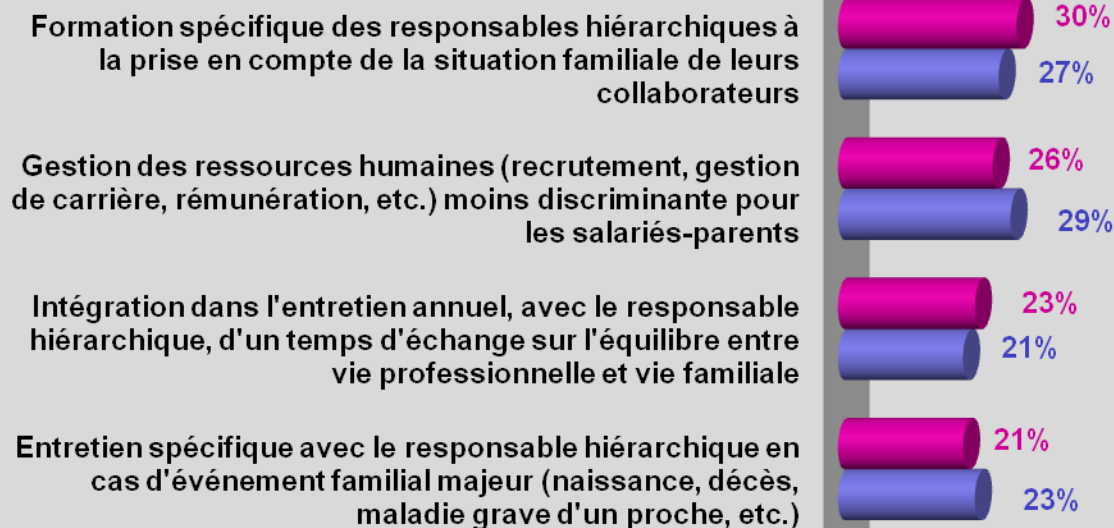 Formation spécifique des responsables hiérarchiques à
la prise en compte de la situation familiale de leurs
collaborateurs
30%
27%
Gestion des ressources humaines (recrutement, gestion
de carrière, rémunération, etc.) moins discriminante pour
les salariés-parents
26%
29%
Intégration dans l'entretien annuel, avec le responsable
hiérarchique, d'un temps d'échange sur l'équilibre entre
vie professionnelle et vie familiale
23%
21%
Entretien spécifique avec le responsable hiérarchique en
cas d'événement familial majeur (naissance, décès,
maladie grave d'un proche, etc.)
21%
23%